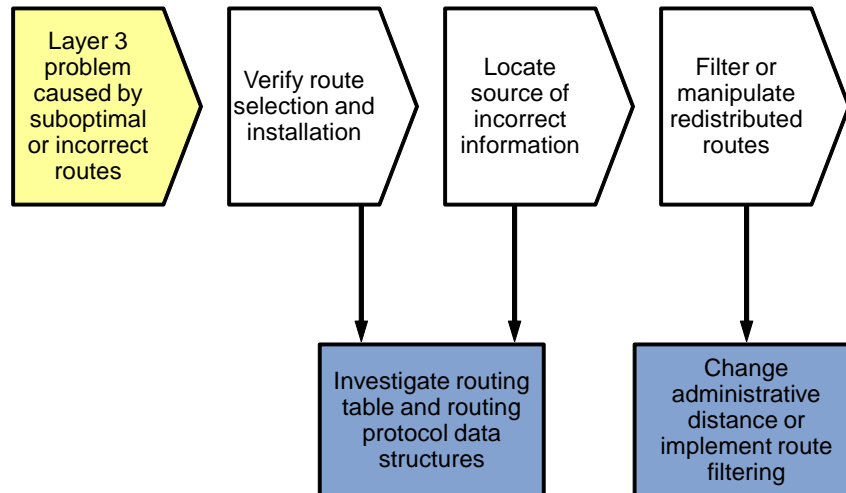 Layer 3
problem
caused by
suboptimal
or incorrect
routes
Verify route
selection and
installation
Locate
source of
incorrect
information
Filter or
manipulate
redistributed
routes
Investigate routing
table and routing
protocol data
structures
Change
administrative
distance or
implement route
filtering